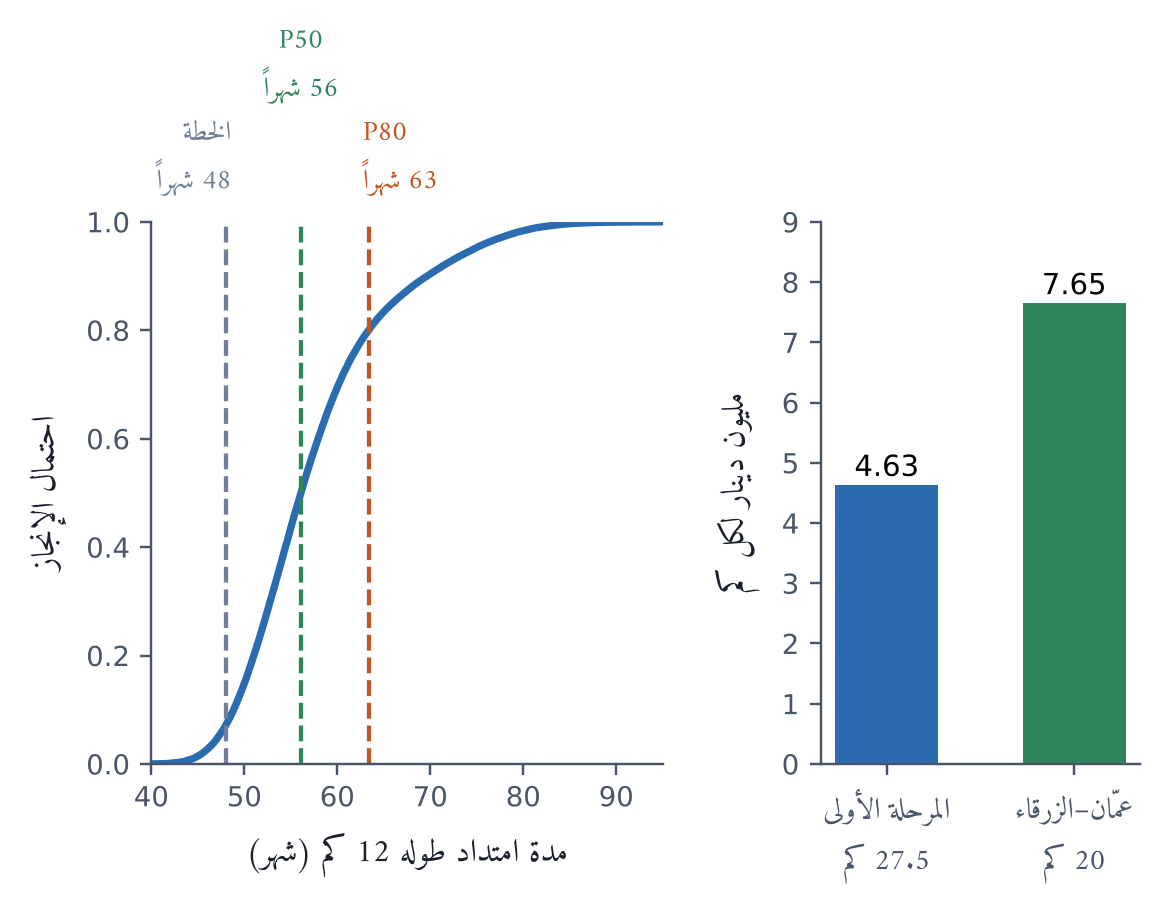 P50
56 شهراً
الخطة
48 شهراً
P80
63 شهراً
احتمال الإنجاز
1.0
0.8
0.6
0.4
0.2
0.0
40 50 60 70 80 90
مدة امتداد طوله 12 كم (شهر)
مليون دينار لكل كم
9
8
7
6
5
4
3
2
1
0
4.63
7.65
المرحلة الأولى
27.5 كم
عمّان–الزرقاء
20 كم